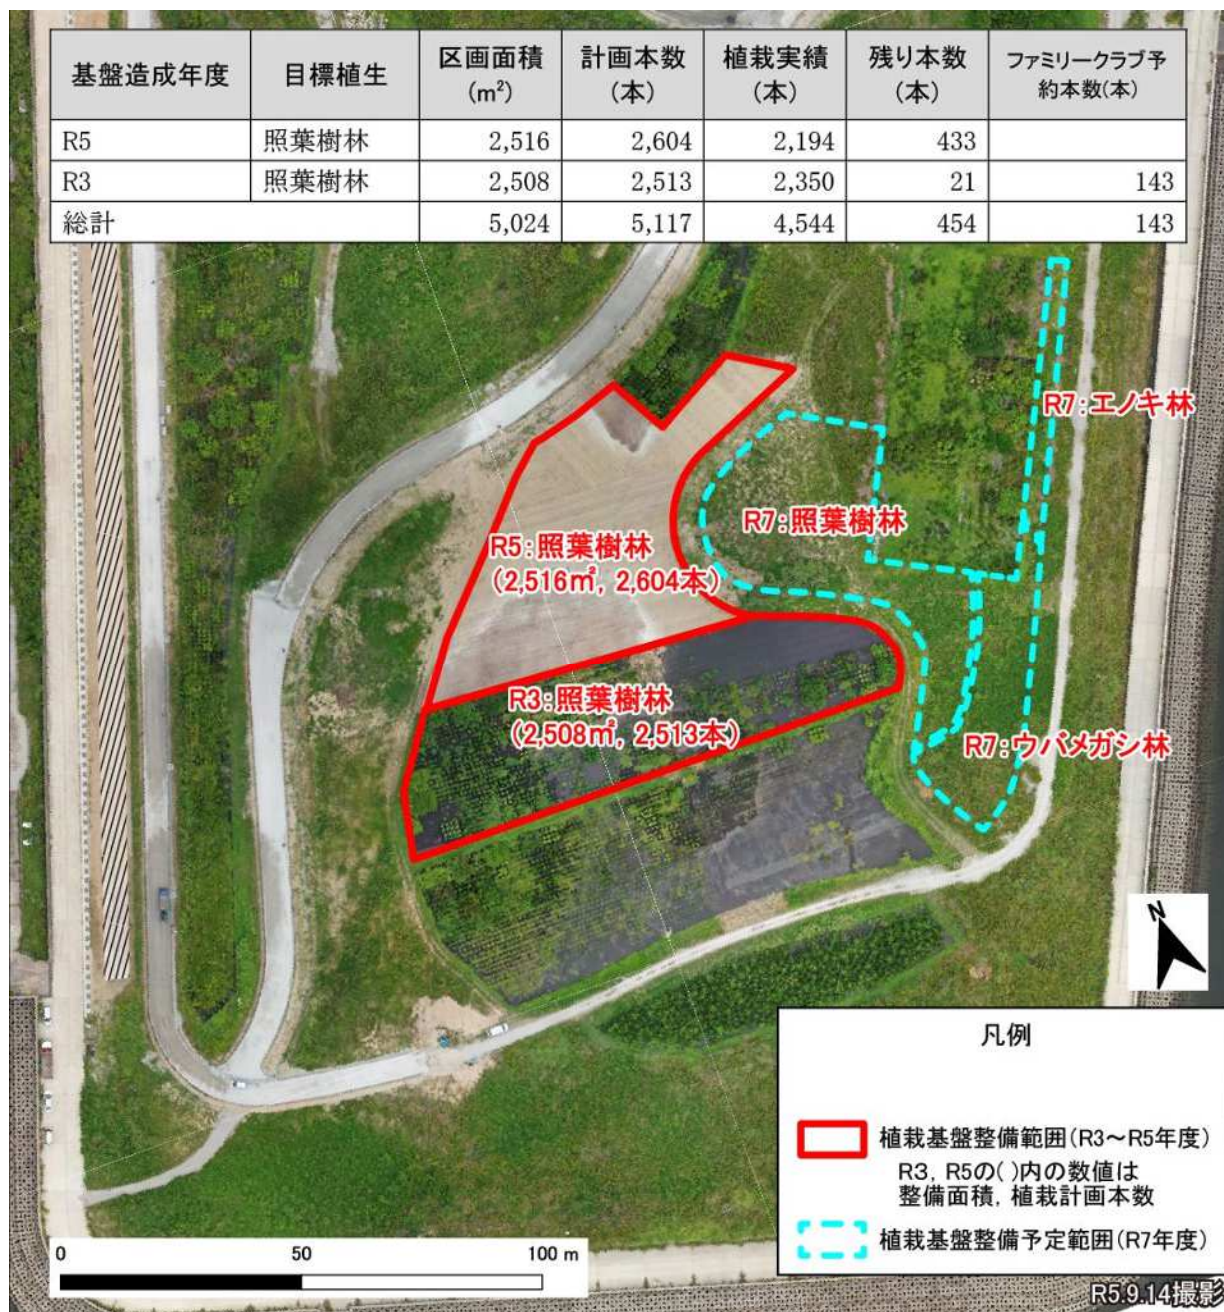 基盤造成年度 目標植生 区画面積(m²) 計画本数(本) 植栽実績(本) 残り本数(本) ファミリークラブ予約本数(本)
R5 照葉樹林 2,516 2,604 2,194 433
R3 照葉樹林 2,508 2,513 2,350 21 143
総計 5,024 5,117 4,544 454 143
R7:エノキ林
R7:照葉樹林
R5:照葉樹林
(2,516㎡, 2,604本)
R3:照葉樹林
(2,508㎡, 2,513本)
R7:ウバメガシ林
N
凡例
植栽基盤整備範囲(R3～R5年度)
R3, R5の( )内の数値は
整備面積, 植栽計画本数
植栽基盤整備予定範囲(R7年度)
0 50 100 m
R5.9.14撮影